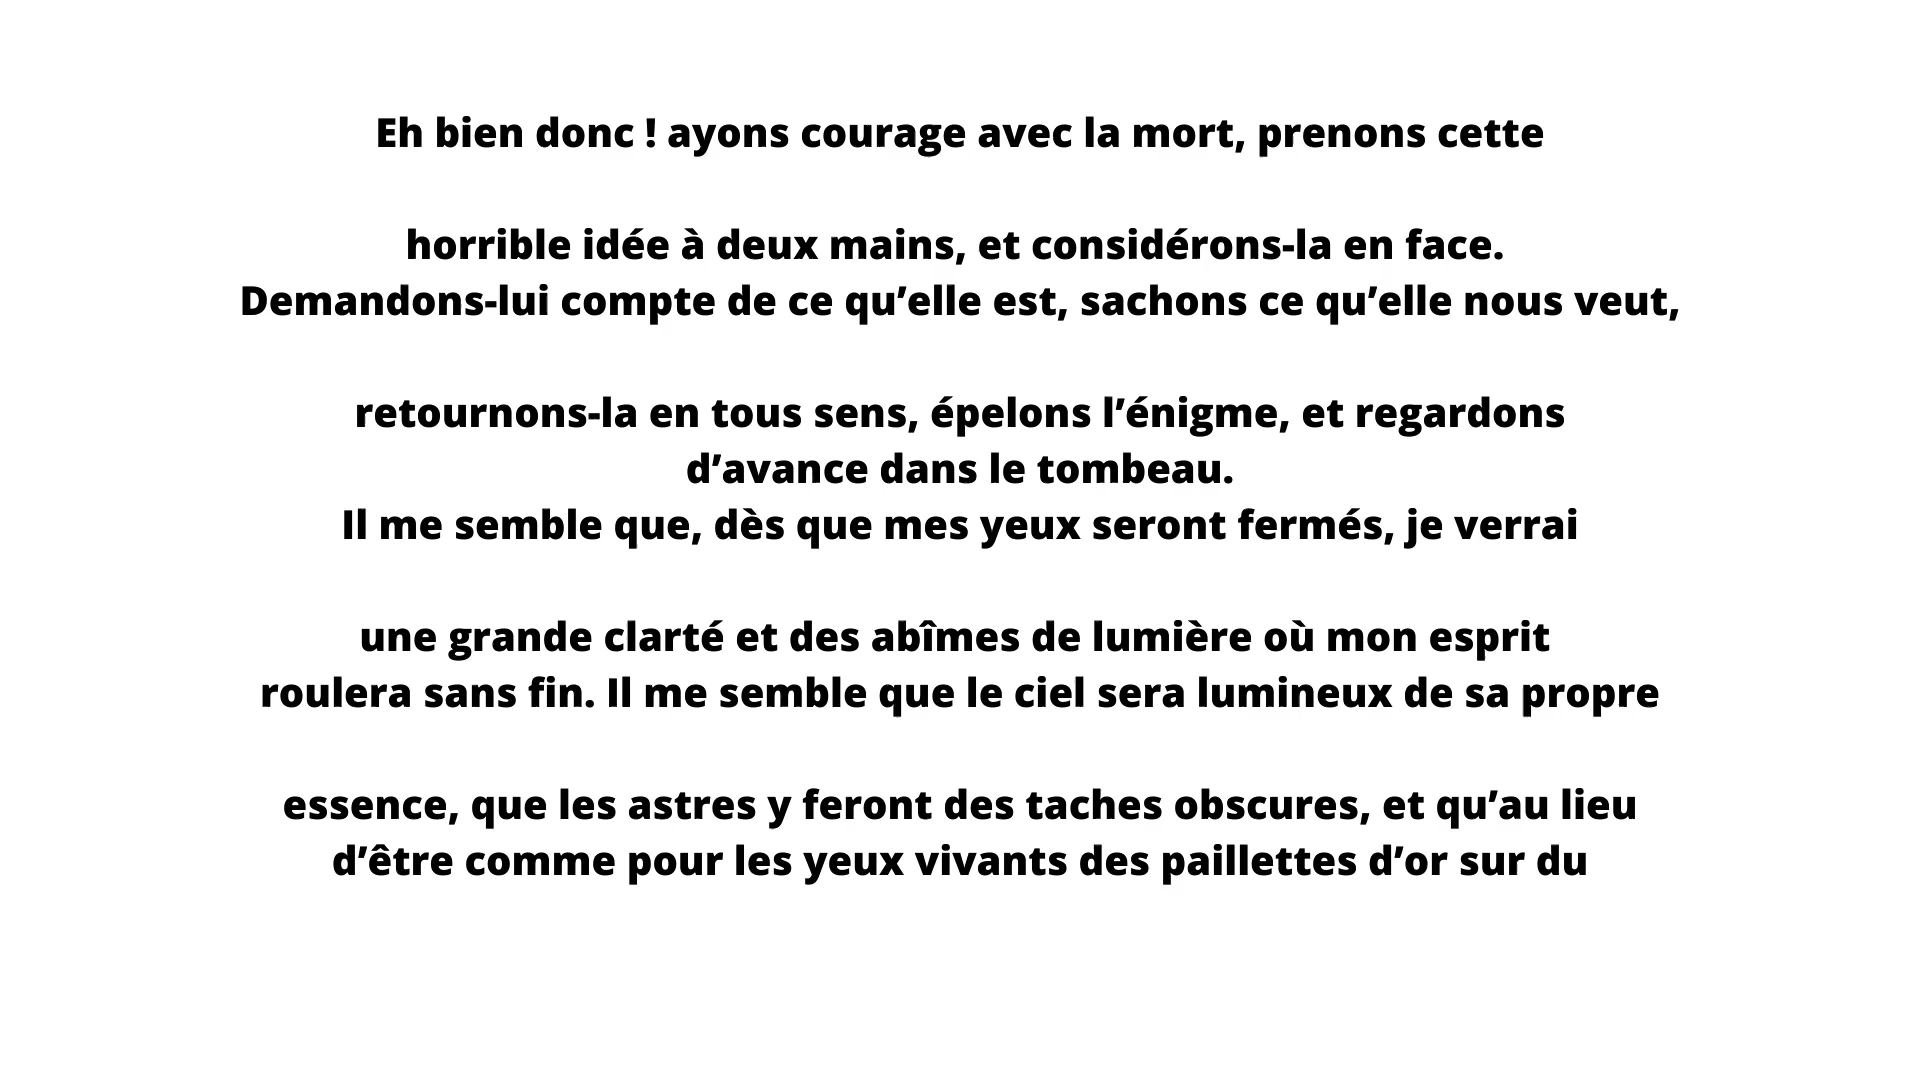 Eh bien donc ! ayons courage avec la mort, prenons cette
horrible idée à deux mains, et considérons-la en face.
Demandons-lui compte de ce qu’elle est, sachons ce qu’elle nous veut,
retournons-la en tous sens, épelons l’énigme, et regardons
d’avance dans le tombeau.
Il me semble que, dès que mes yeux seront fermés, je verrai
une grande clarté et des abîmes de lumière où mon esprit
roulera sans fin. Il me semble que le ciel sera lumineux de sa propre
essence, que les astres y feront des taches obscures, et qu’au lieu
d’être comme pour les yeux vivants des paillettes d’or sur du